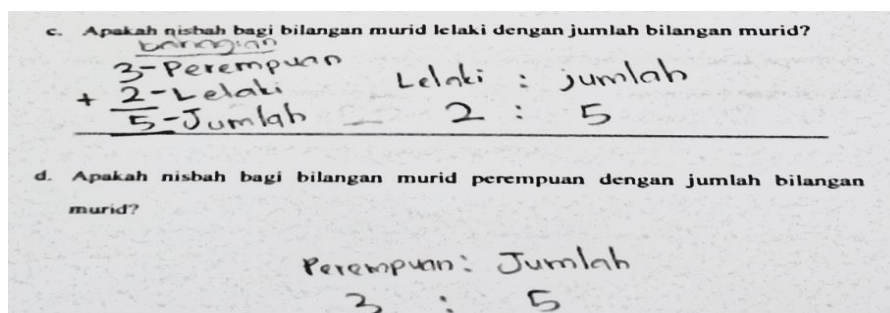 c. Apakah nisbah bagi bilangan murid lelaki dengan jumlah bilangan murid?
bahagian
3-Perempuan
+ 2-Lelaki
5-Jumlah
Lelaki : jumlah
2 : 5
d. Apakah nisbah bagi bilangan murid perempuan dengan jumlah bilangan
murid?
Perempuan: Jumlah
3 : 5